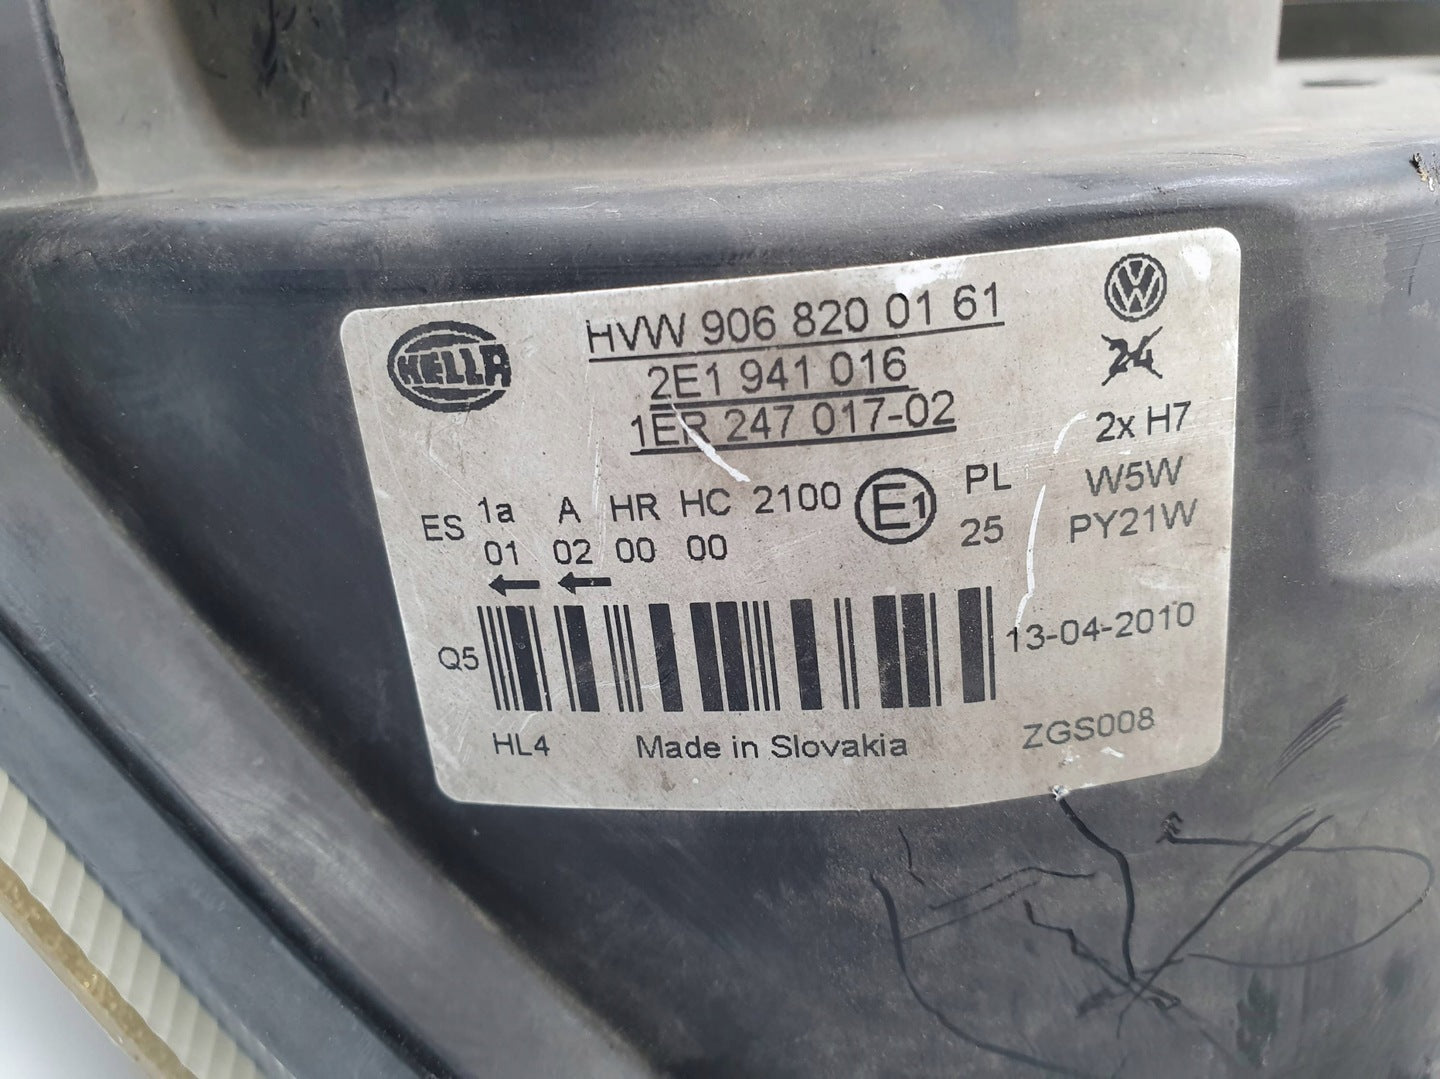 HELLA
HVW 906 820 01 61
2E1 941 016
1ER 247 017-02
VW
24
2x H7
W5W
PY21W
ES 1a A HR HC 2100 E1 PL
01 02 00 00 25
Q5
13-04-2010
HL4 Made in Slovakia ZGS008